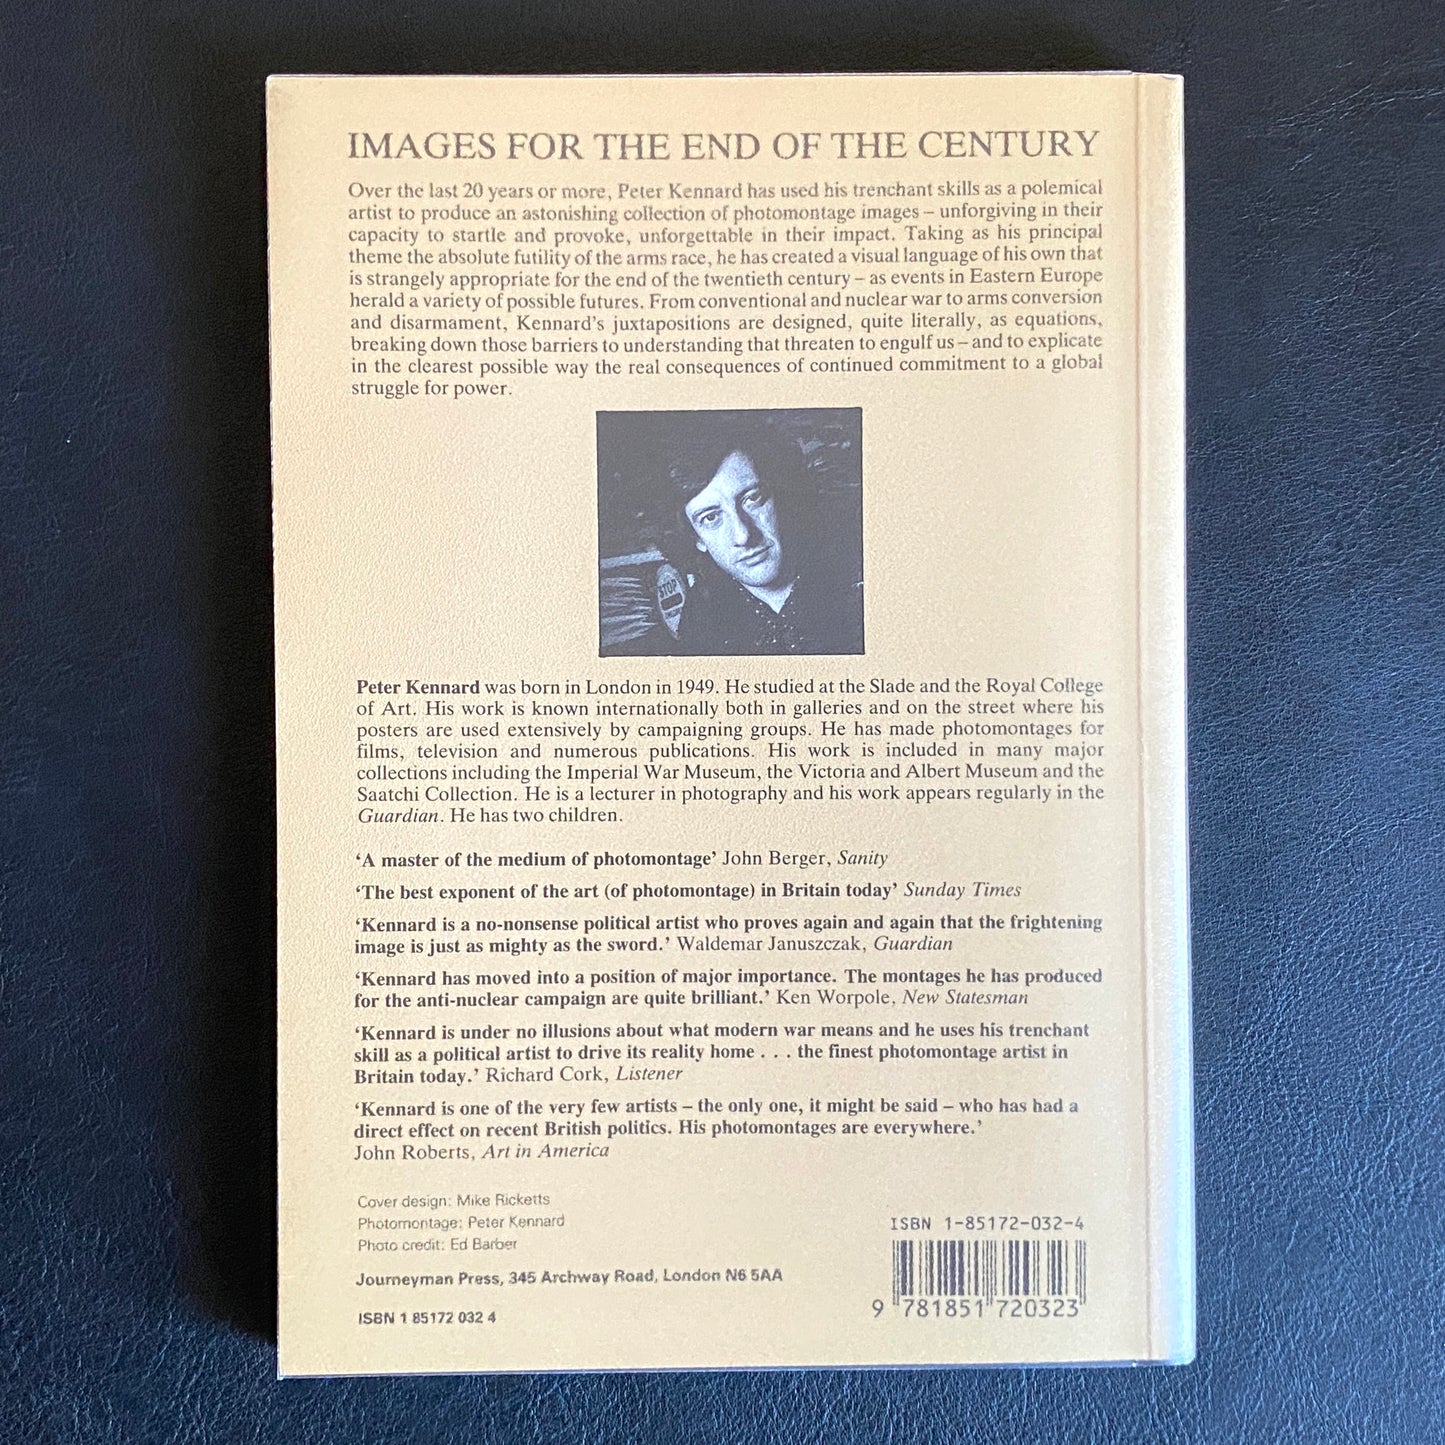 IMAGES FOR THE END OF THE CENTURY
Over the last 20 years or more, Peter Kennard has used his trenchant skills as a polemical
artist to produce an astonishing collection of photomontage images – unforgiving in their
capacity to startle and provoke, unforgettable in their impact. Taking as his principal
theme the absolute futility of the arms race, he has created a visual language of his own that
is strangely appropriate for the end of the twentieth century – as events in Eastern Europe
herald a variety of possible futures. From conventional and nuclear war to arms conversion
and disarmament, Kennard's juxtapositions are designed, quite literally, as equations,
breaking down those barriers to understanding that threaten to engulf us – and to explicate
in the clearest possible way the real consequences of continued commitment to a global
struggle for power.
STOP
Peter Kennard was born in London in 1949. He studied at the Slade and the Royal College
of Art. His work is known internationally both in galleries and on the street where his
posters are used extensively by campaigning groups. He has made photomontages for
films, television and numerous publications. His work is included in many major
collections including the Imperial War Museum, the Victoria and Albert Museum and the
Saatchi Collection. He is a lecturer in photography and his work appears regularly in the
Guardian. He has two children.
‘A master of the medium of photomontage’ John Berger, Sanity
‘The best exponent of the art (of photomontage) in Britain today’ Sunday Times
‘Kennard is a no-nonsense political artist who proves again and again that the frightening
image is just as mighty as the sword.’ Waldemar Januszczak, Guardian
‘Kennard has moved into a position of major importance. The montages he has produced
for the anti-nuclear campaign are quite brilliant.’ Ken Worpole, New Statesman
‘Kennard is under no illusions about what modern war means and he uses his trenchant
skill as a political artist to drive its reality home . . . the finest photomontage artist in
Britain today.’ Richard Cork, Listener
‘Kennard is one of the very few artists – the only one, it might be said – who has had a
direct effect on recent British politics. His photomontages are everywhere.’
John Roberts, Art in America
Cover design: Mike Ricketts
Photomontage: Peter Kennard
Photo credit: Ed Barber
Journeyman Press, 345 Archway Road, London N6 5AA
ISBN 1 85172 032 4
ISBN 1-85172-032-4
9 781851 720323